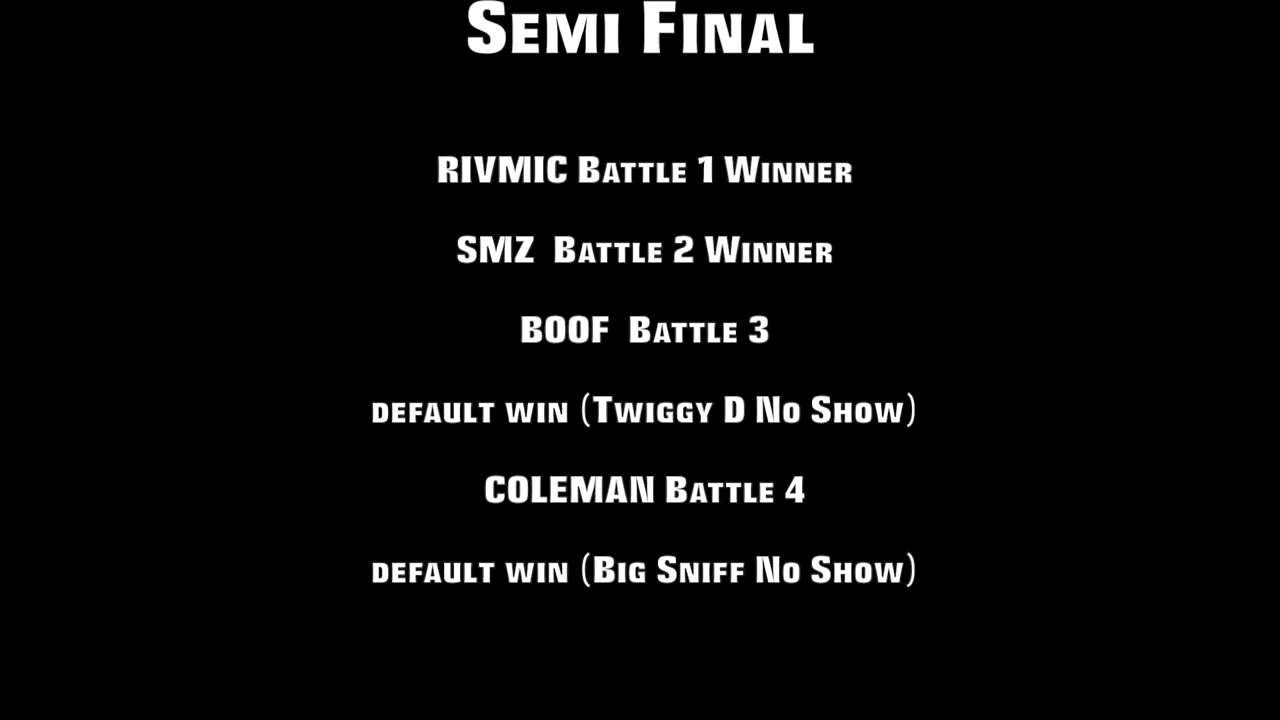 Semi Final
RIVMIC Battle 1 Winner
SMZ Battle 2 Winner
BOOF Battle 3
default win (Twiggy D No Show)
COLEMAN Battle 4
default win (Big Sniff No Show)